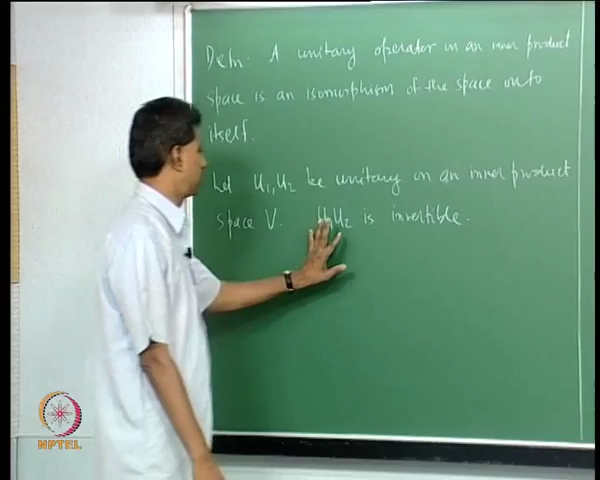 Defn. A unitary operator on an inner product
space is an isomorphism of the space onto
itself.
Let U1, U2 be unitary on an inner product
space V. U1U2 is invertible.
NPTEL